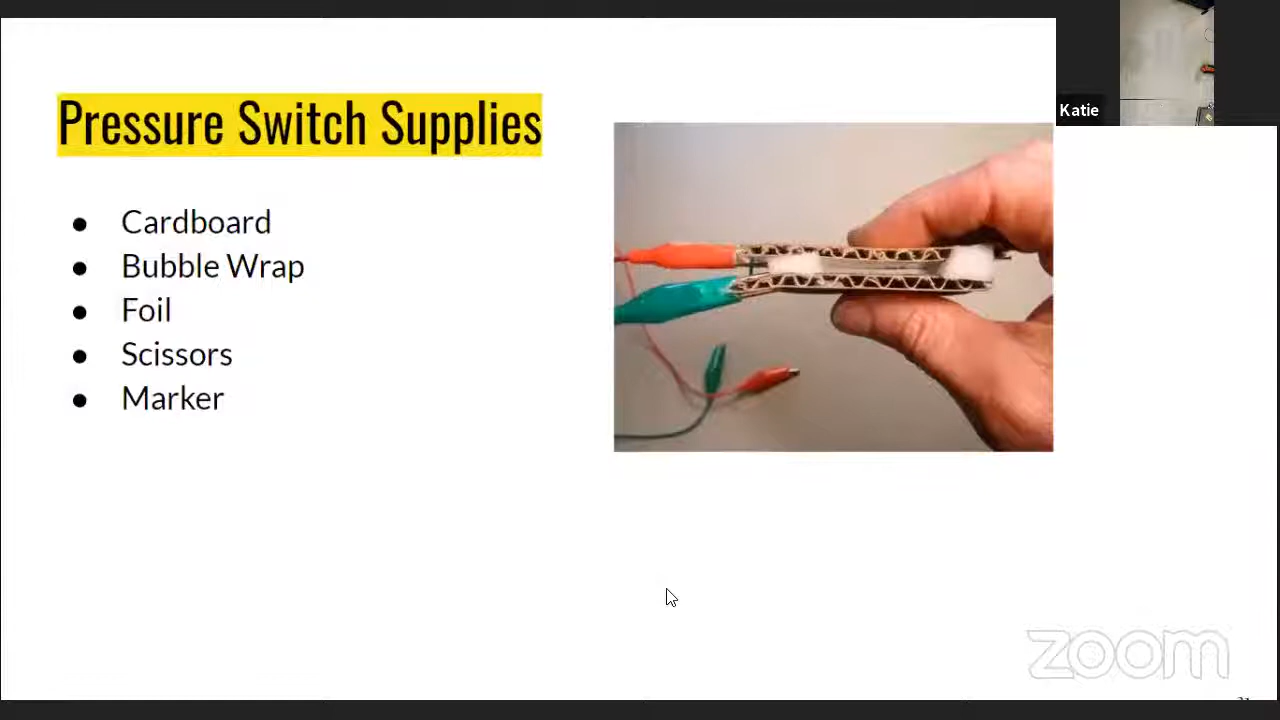 Katie
Pressure Switch Supplies
● Cardboard
● Bubble Wrap
● Foil
● Scissors
● Marker
zoom